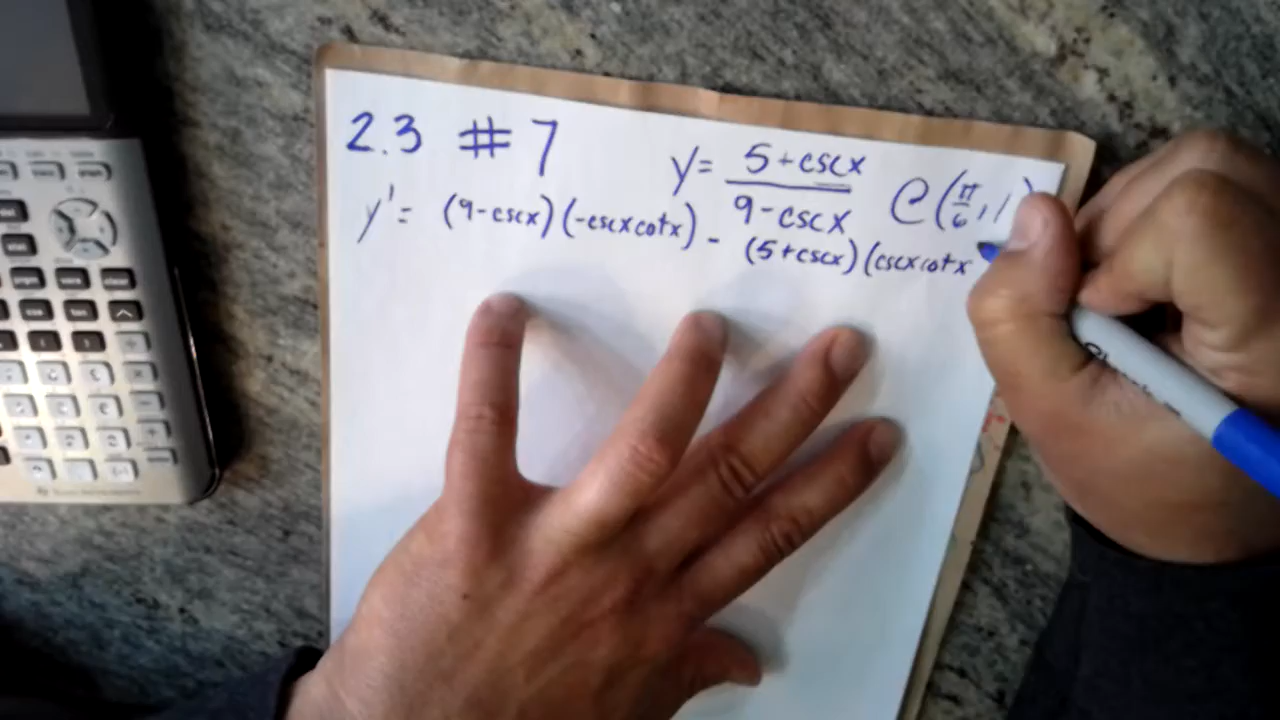 2.3 # 7
y = 5+cscx / 9-cscx @ (π/6, 1)
y' = (9-cscx)(-cscxcotx) - (5+cscx)(cscxcotx